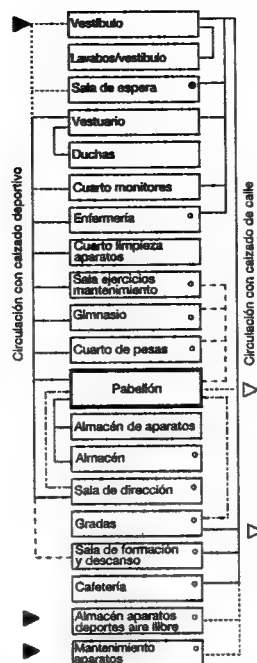 Vestíbulo
Lavabos/vestíbulo
Sala de espera
Vestuario
Duchas
Cuarto monitores
Enfermería
Cuarto limpieza
aparatos
Sala ejercicios
mantenimiento
Gimnasio
Cuarto de pesas
Pabellón
Almacén de aparatos
Almacén
Sala de dirección
Gradas
Sala de formación
y descanso
Cafetería
Almacén aparatos
deportes aire libre
Mantenimiento
aparatos
Circulación con calzado deportivo
Circulación con calzado de calle